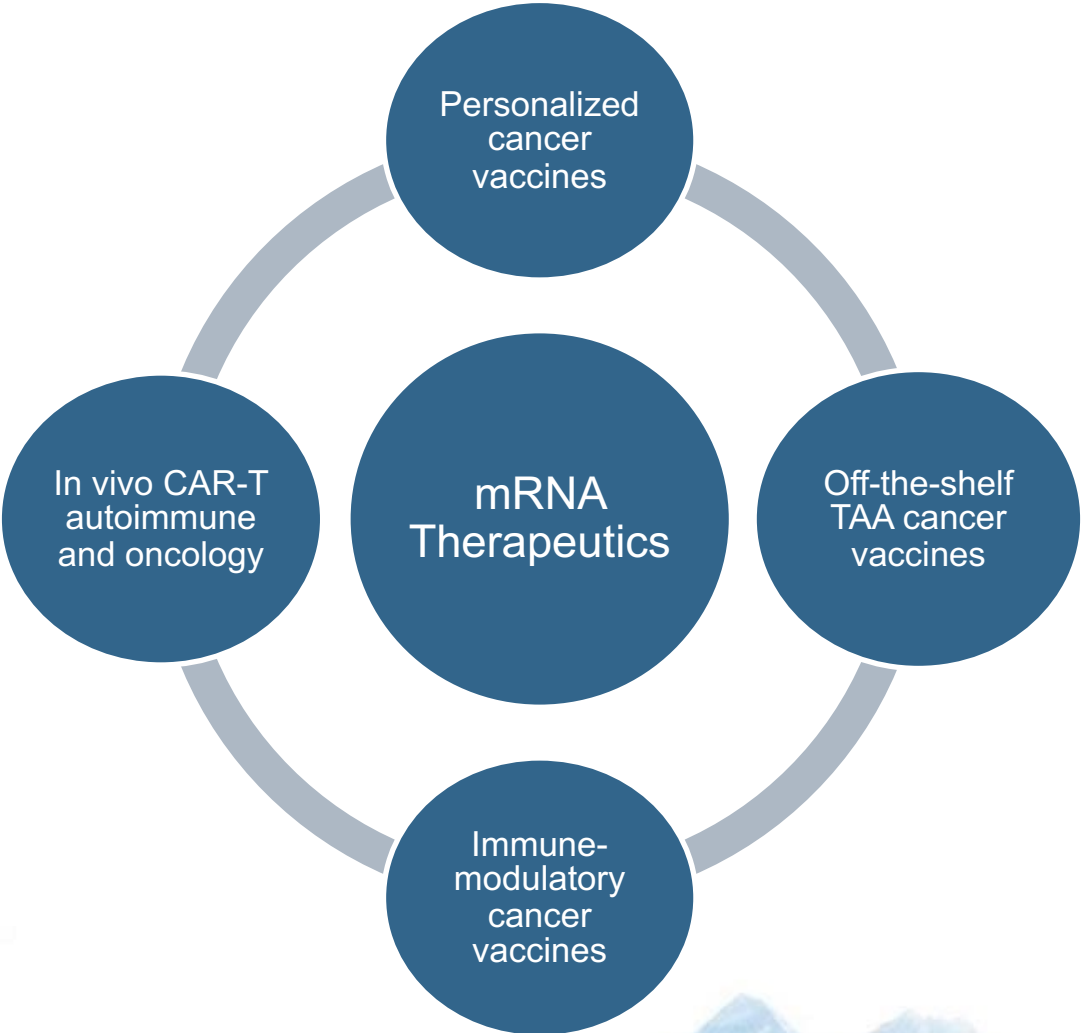 Personalized
cancer
vaccines
In vivo CAR-T
autoimmune
and oncology
mRNA
Therapeutics
Off-the-shelf
TAA cancer
vaccines
Immune-
modulatory
cancer
vaccines